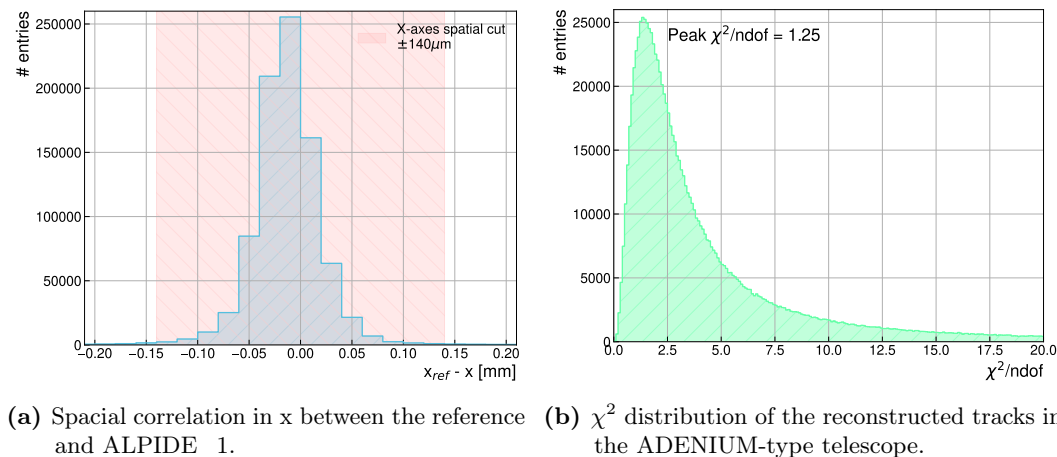 X-axes spatial cut
±140μm
# entries
250000
200000
150000
100000
50000
0
−0.20 −0.15 −0.10 −0.05 0.00 0.05 0.10 0.15 0.20
x_ref - x [mm]
(a) Spacial correlation in x between the reference
and ALPIDE 1.
Peak χ²/ndof = 1.25
# entries
25000
20000
15000
10000
5000
0
0.0 2.5 5.0 7.5 10.0 12.5 15.0 17.5 20.0
χ²/ndof
(b) χ² distribution of the reconstructed tracks in
the ADENIUM-type telescope.